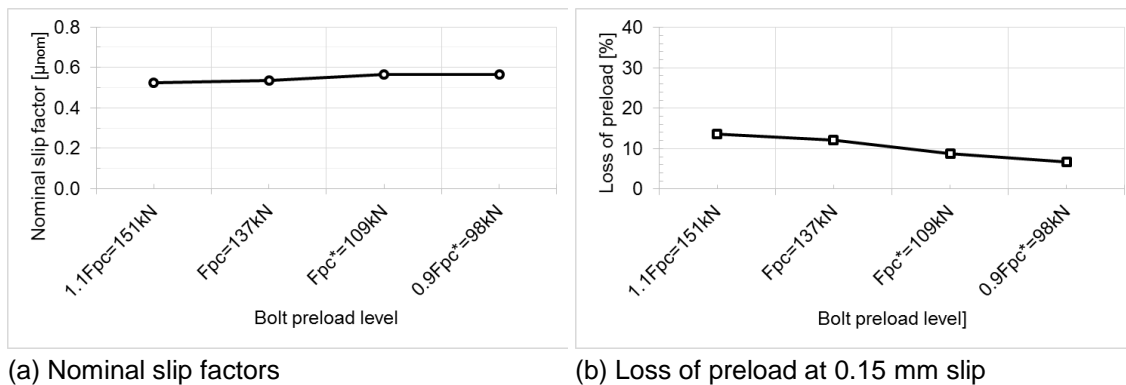 Nominal slip factor [μnom]
0.8
0.6
0.4
0.2
0.0
1.1Fpc=151kN
Fpc=137kN
Fpc*=109kN
0.9Fpc*=98kN
Bolt preload level
(a) Nominal slip factors
Loss of preload [%]
40
30
20
10
0
1.1Fpc=151kN
Fpc=137kN
Fpc*=109kN
0.9Fpc*=98kN
Bolt preload level]
(b) Loss of preload at 0.15 mm slip